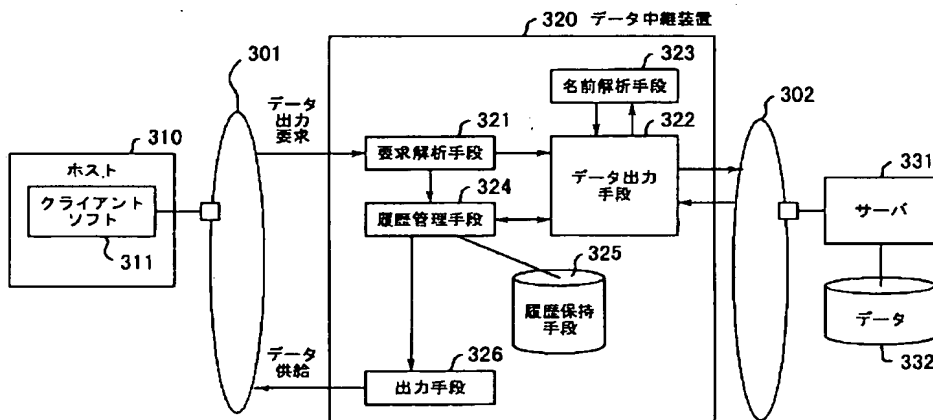 320 データ中継装置
301
323
名前解析手段
302
データ
出力
要求
321
322
310
要求解析手段
331
ホスト
324
データ出力
手段
サーバ
クライアント
ソフト
履歴管理手段
325
311
履歴保持
手段
データ
データ
供給
326
332
出力手段